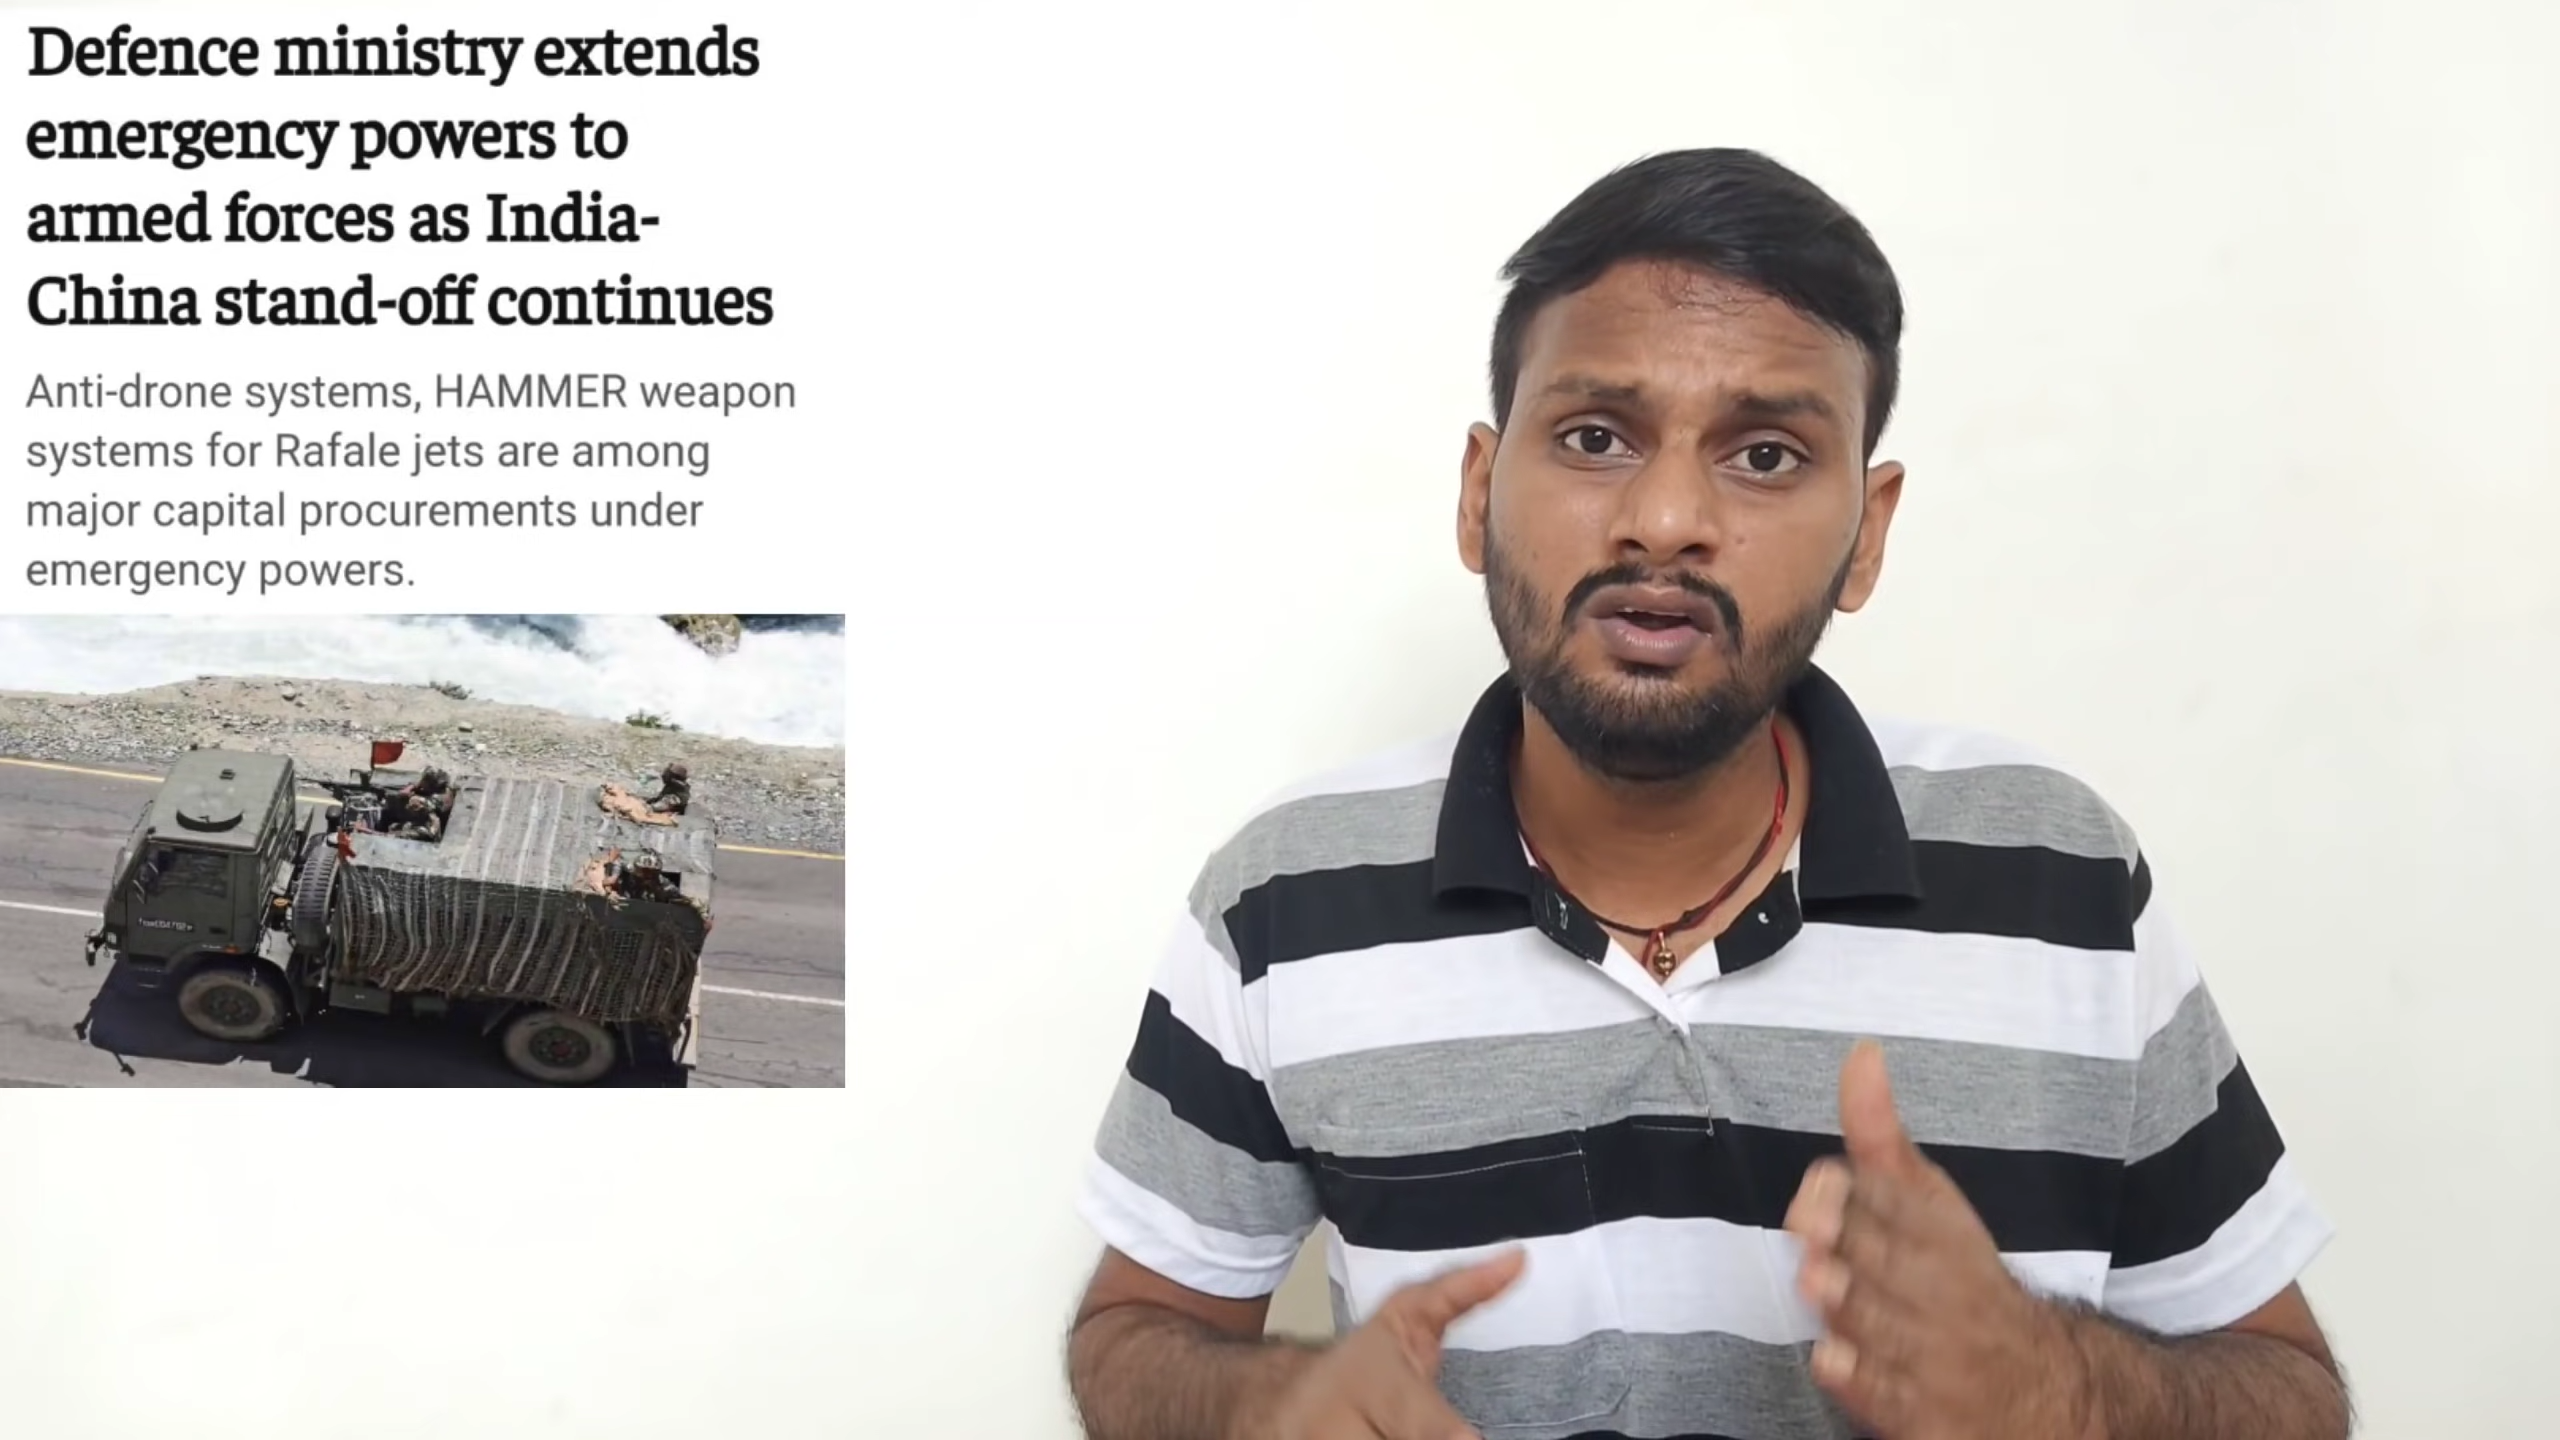 Defence ministry extends
emergency powers to
armed forces as India-
China stand-off continues
Anti-drone systems, HAMMER weapon
systems for Rafale jets are among
major capital procurements under
emergency powers.